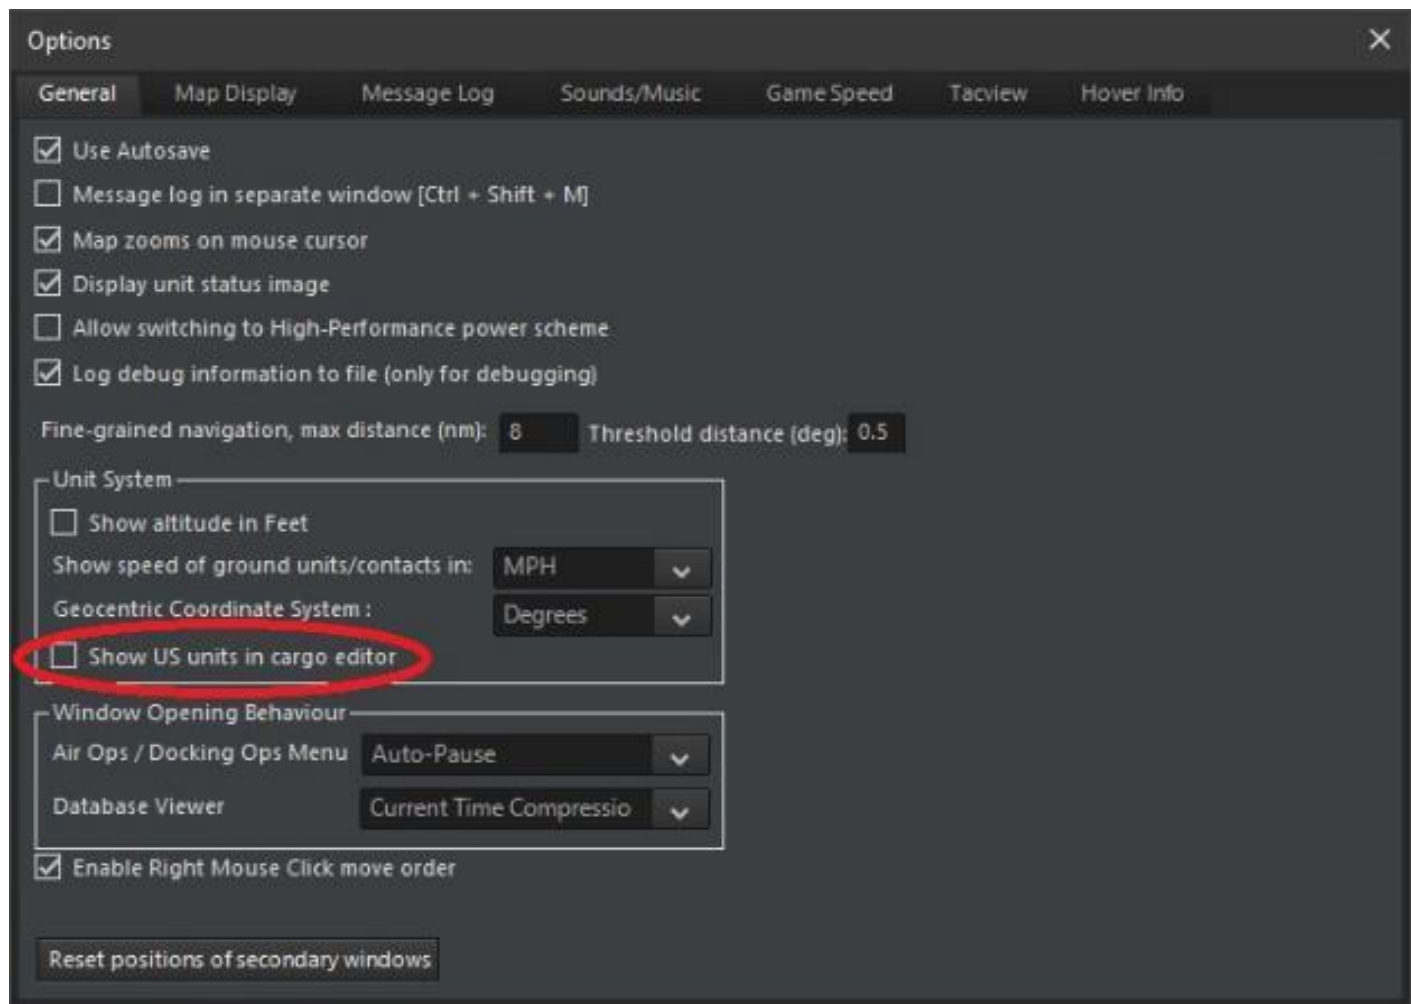 Options
General Map Display Message Log Sounds/Music Game Speed Tacview Hover Info
Use Autosave
Message log in separate window [Ctrl + Shift + M]
Map zooms on mouse cursor
Display unit status image
Allow switching to High-Performance power scheme
Log debug information to file (only for debugging)
Fine-grained navigation, max distance (nm): 8 Threshold distance (deg): 0.5
Unit System
Show altitude in Feet
Show speed of ground units/contacts in: MPH
Geocentric Coordinate System : Degrees
Show US units in cargo editor
Window Opening Behaviour
Air Ops / Docking Ops Menu Auto-Pause
Database Viewer Current Time Compressio
Enable Right Mouse Click move order
Reset positions of secondary windows